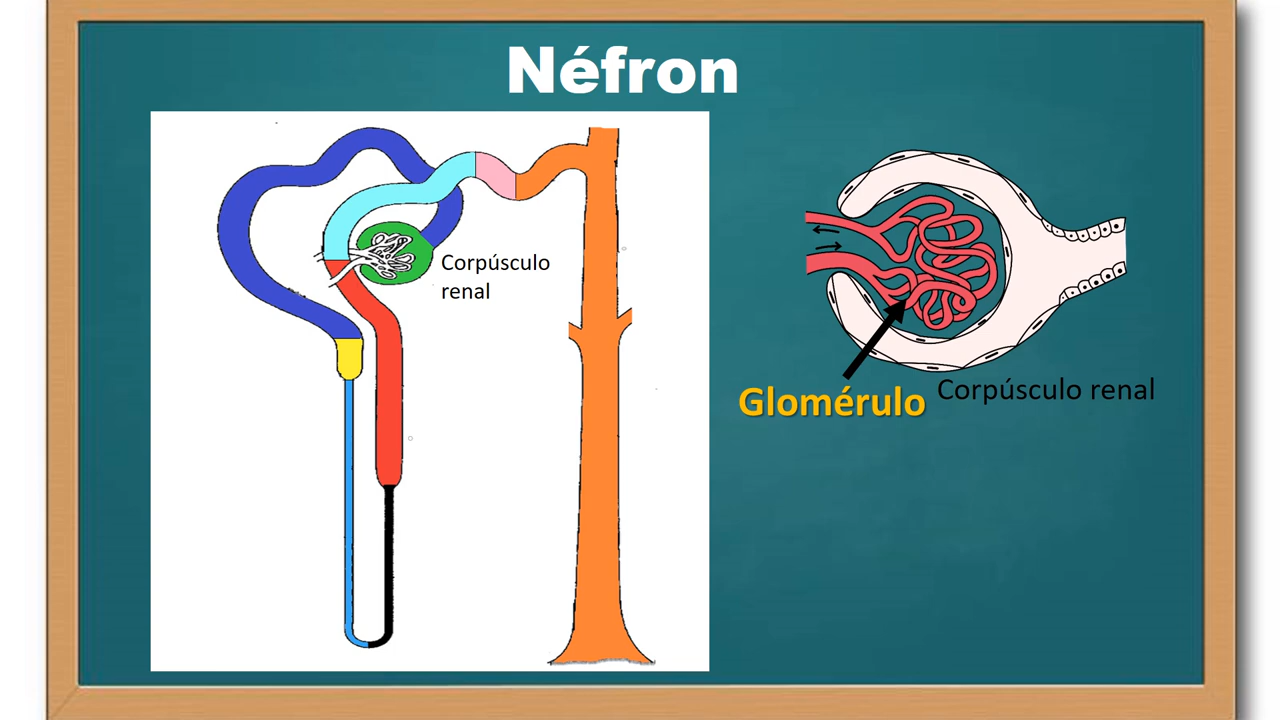 Néfron
Corpúsculo
renal
Glomérulo
Corpúsculo renal